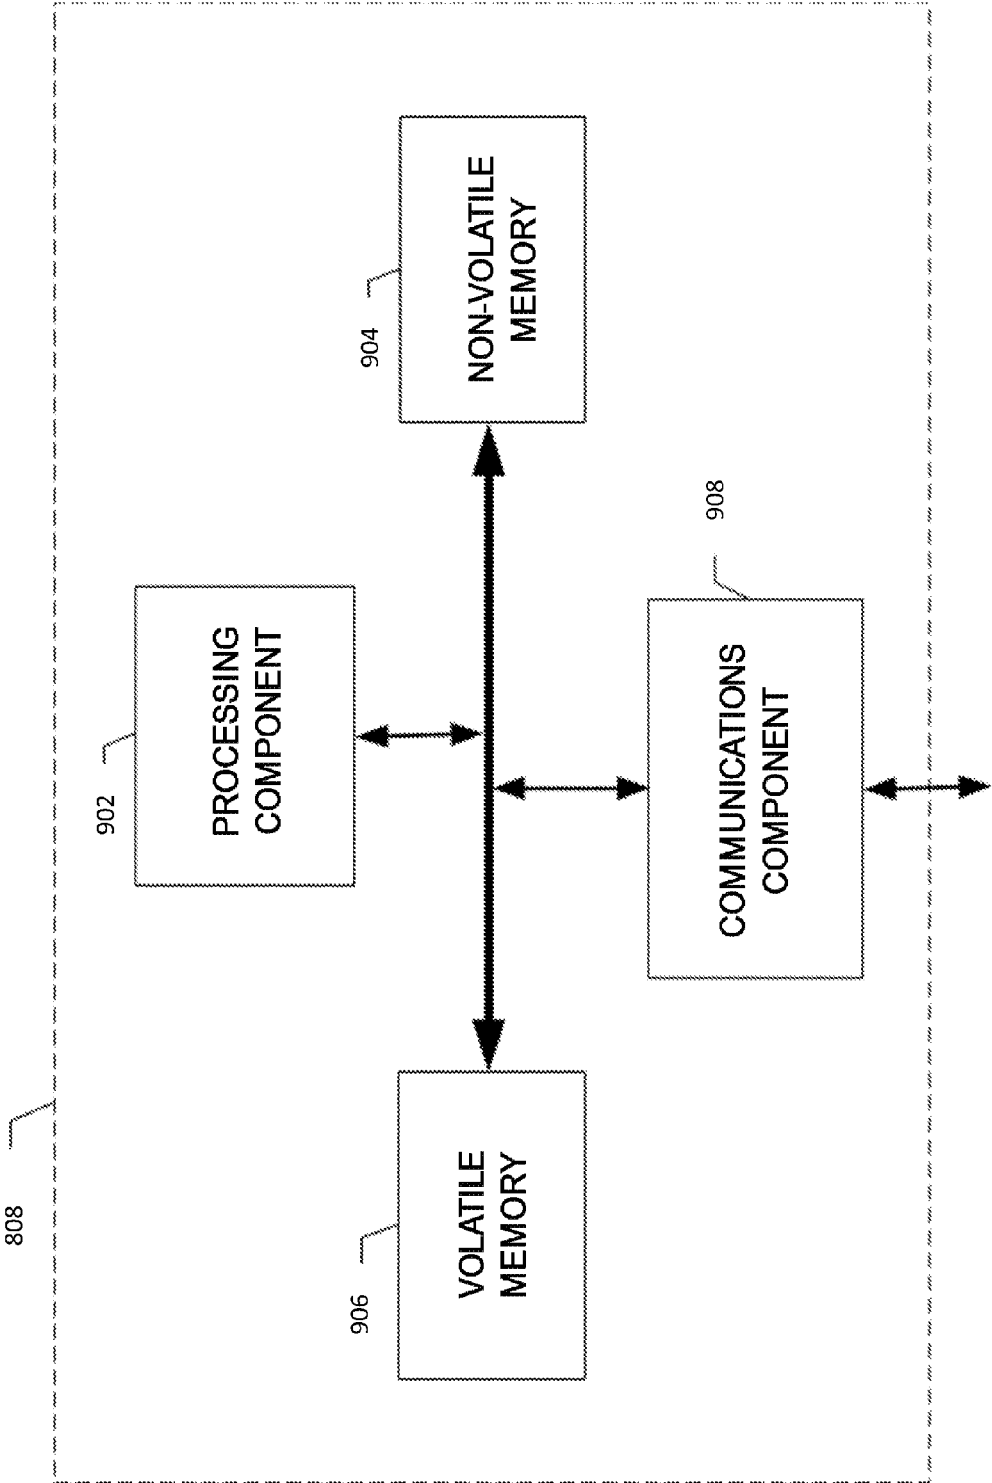 808
902
PROCESSING
COMPONENT
906
VOLATILE
MEMORY
904
NON-VOLATILE
MEMORY
COMMUNICATIONS
COMPONENT
908